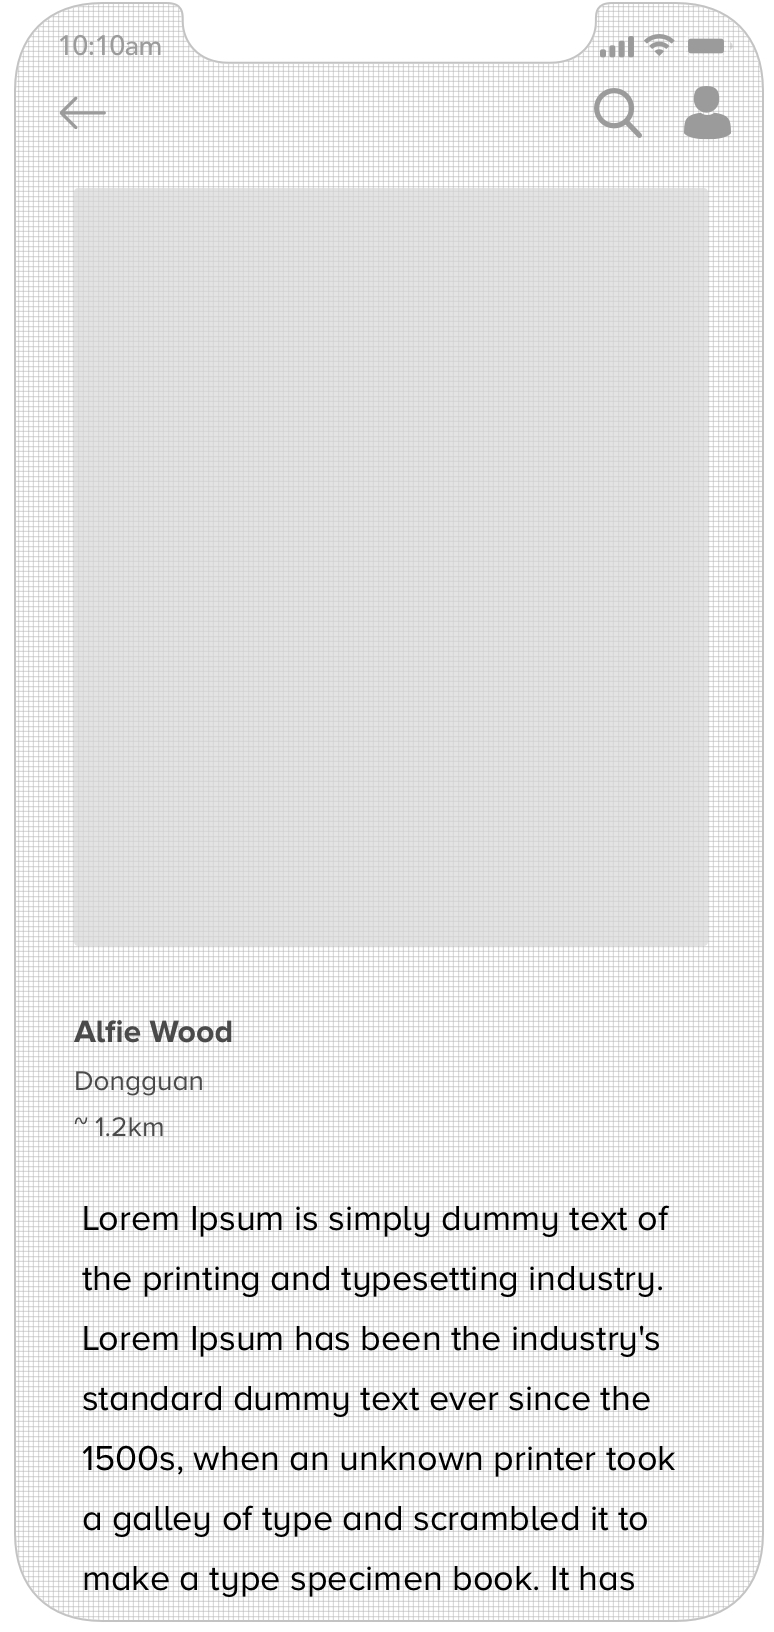 10:10am
Alfie Wood
Dongguan
~ 1.2km
Lorem Ipsum is simply dummy text of
the printing and typesetting industry.
Lorem Ipsum has been the industry's
standard dummy text ever since the
1500s, when an unknown printer took
a galley of type and scrambled it to
make a type specimen book. It has